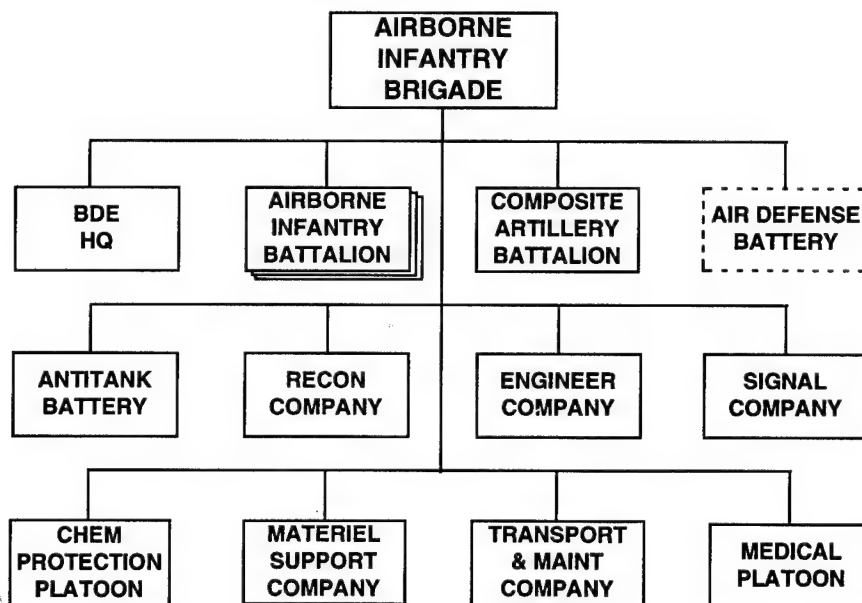 AIRBORNE
INFANTRY
BRIGADE
BDE
HQ
AIRBORNE
INFANTRY
BATTALION
COMPOSITE
ARTILLERY
BATTALION
AIR DEFENSE
BATTERY
ANTITANK
BATTERY
RECON
COMPANY
ENGINEER
COMPANY
SIGNAL
COMPANY
CHEM
PROTECTION
PLATOON
MATERIEL
SUPPORT
COMPANY
TRANSPORT
& MAINT
COMPANY
MEDICAL
PLATOON